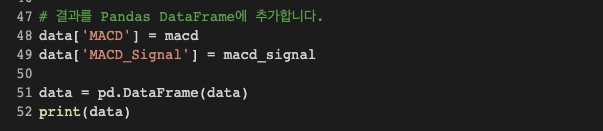 47 # 결과를 Pandas DataFrame에 추가합니다.
48 data['MACD'] = macd
49 data['MACD_Signal'] = macd_signal
50
51 data = pd.DataFrame(data)
52 print(data)